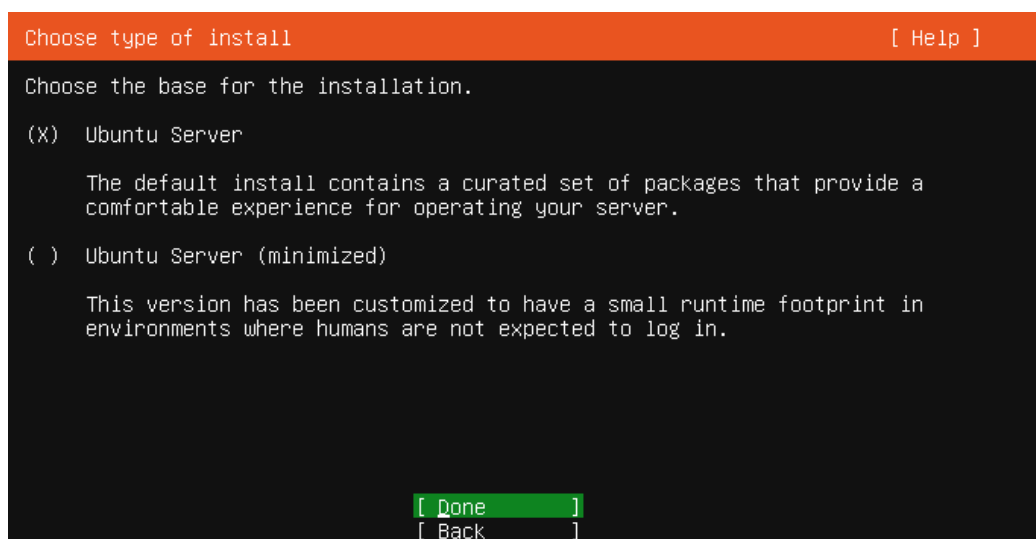 Choose type of install [ Help ]
Choose the base for the installation.
(X) Ubuntu Server
The default install contains a curated set of packages that provide a
comfortable experience for operating your server.
( ) Ubuntu Server (minimized)
This version has been customized to have a small runtime footprint in
environments where humans are not expected to log in.
[ Done ]
[ Back ]